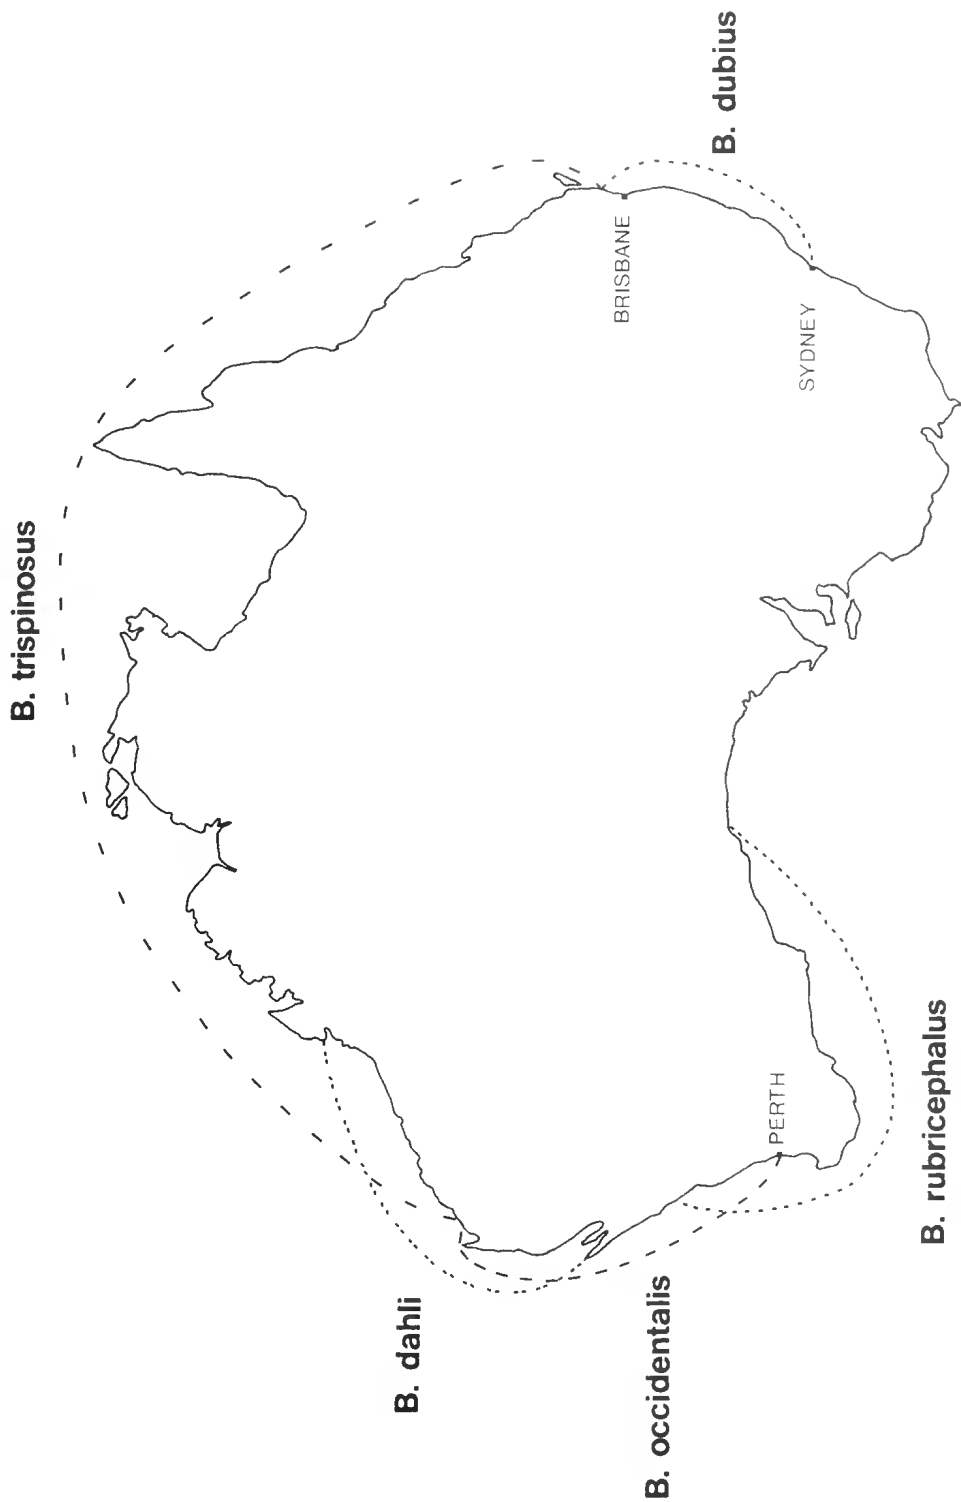 B. trispinosus
B. dahli
B. occidentalis
PERTH
B. rubricephalus
BRISBANE
SYDNEY
B. dubius